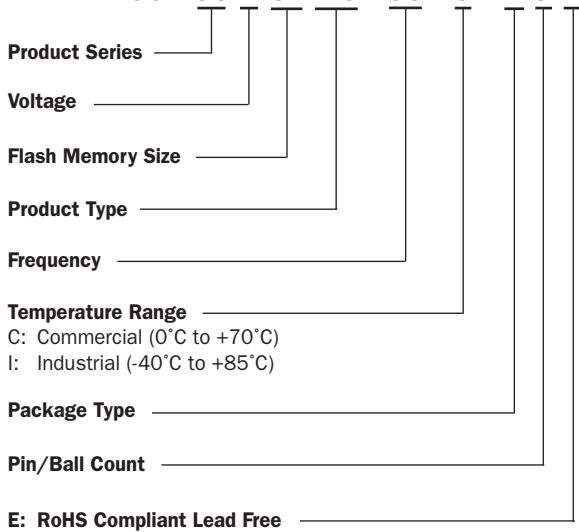 Product Series
Voltage
Flash Memory Size
Product Type
Frequency
Temperature Range
C: Commercial (0˚C to +70˚C)
I: Industrial (-40˚C to +85˚C)
Package Type
Pin/Ball Count
E: RoHS Compliant Lead Free